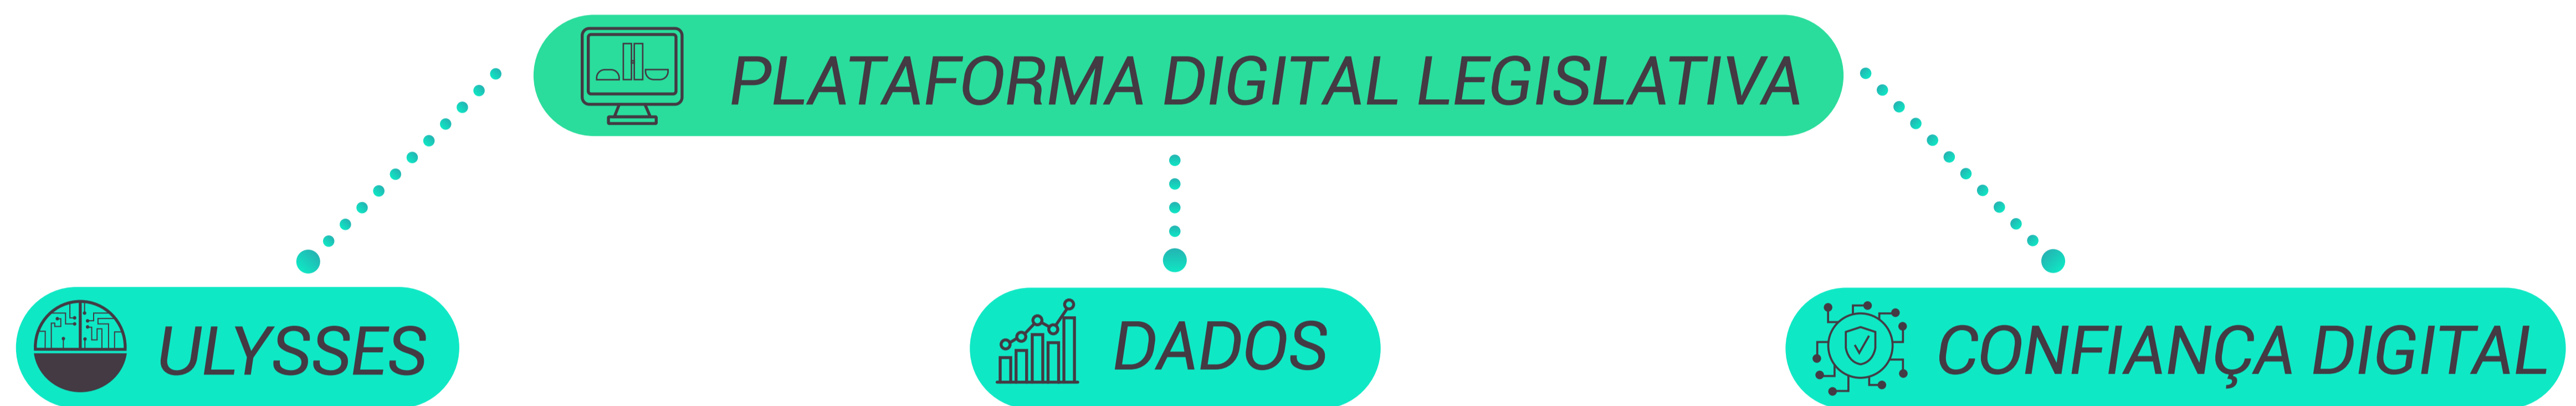 PLATAFORMA DIGITAL LEGISLATIVA
ULYSSES
DADOS
CONFIANÇA DIGITAL